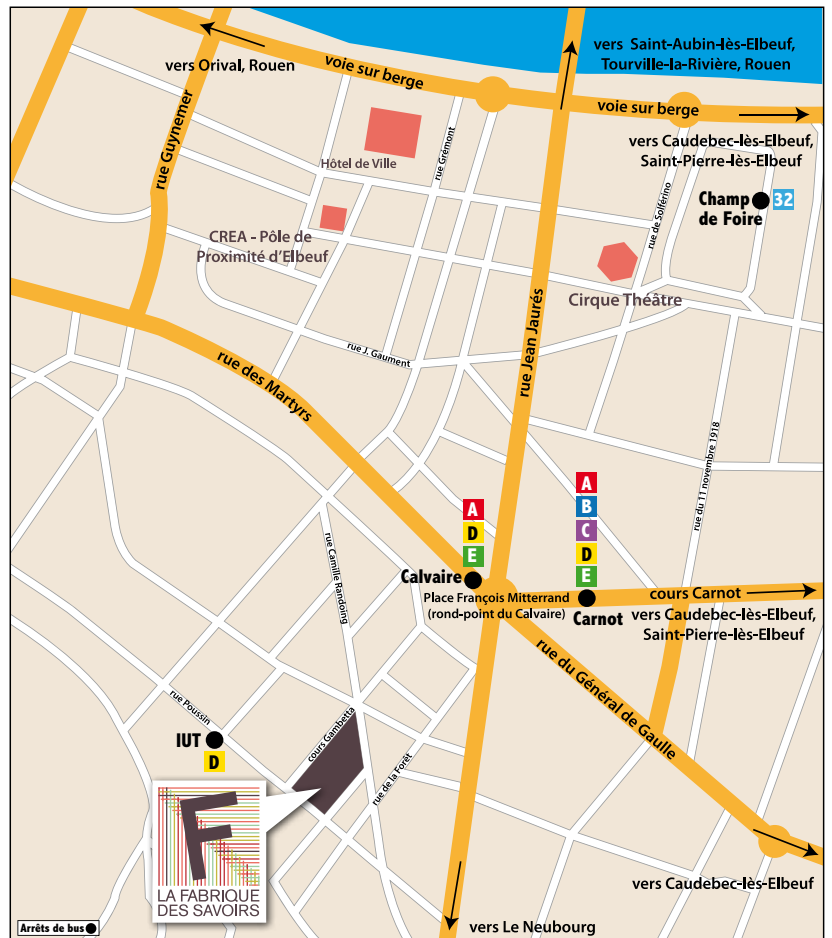 vers Saint-Aubin-lès-Elbeuf,
Tourville-la-Rivière, Rouen
vers Orival, Rouen
voie sur berge
voie sur berge
vers Caudebec-lès-Elbeuf,
Saint-Pierre-lès-Elbeuf
rue Guynemer
Hôtel de Ville
rue Grémont
rue de Solférino
Champ
de Foire
32
CREA - Pôle de
Proximité d'Elbeuf
Cirque Théâtre
rue Jean Jaurés
rue J. Gaument
rue des Martyrs
rue du 11 novembre 1918
A
D
E
A
B
C
D
E
Calvaire
Place François Mitterrand
(rond-point du Calvaire)
Carnot
cours Carnot
vers Caudebec-lès-Elbeuf,
Saint-Pierre-lès-Elbeuf
rue Camille Randoing
rue du Général de Gaulle
rue Poussin
IUT
D
cours Gambetta
rue de la Forêt
F
LA FABRIQUE
DES SAVOIRS
vers Caudebec-lès-Elbeuf
vers Le Neubourg
Arrêts de bus